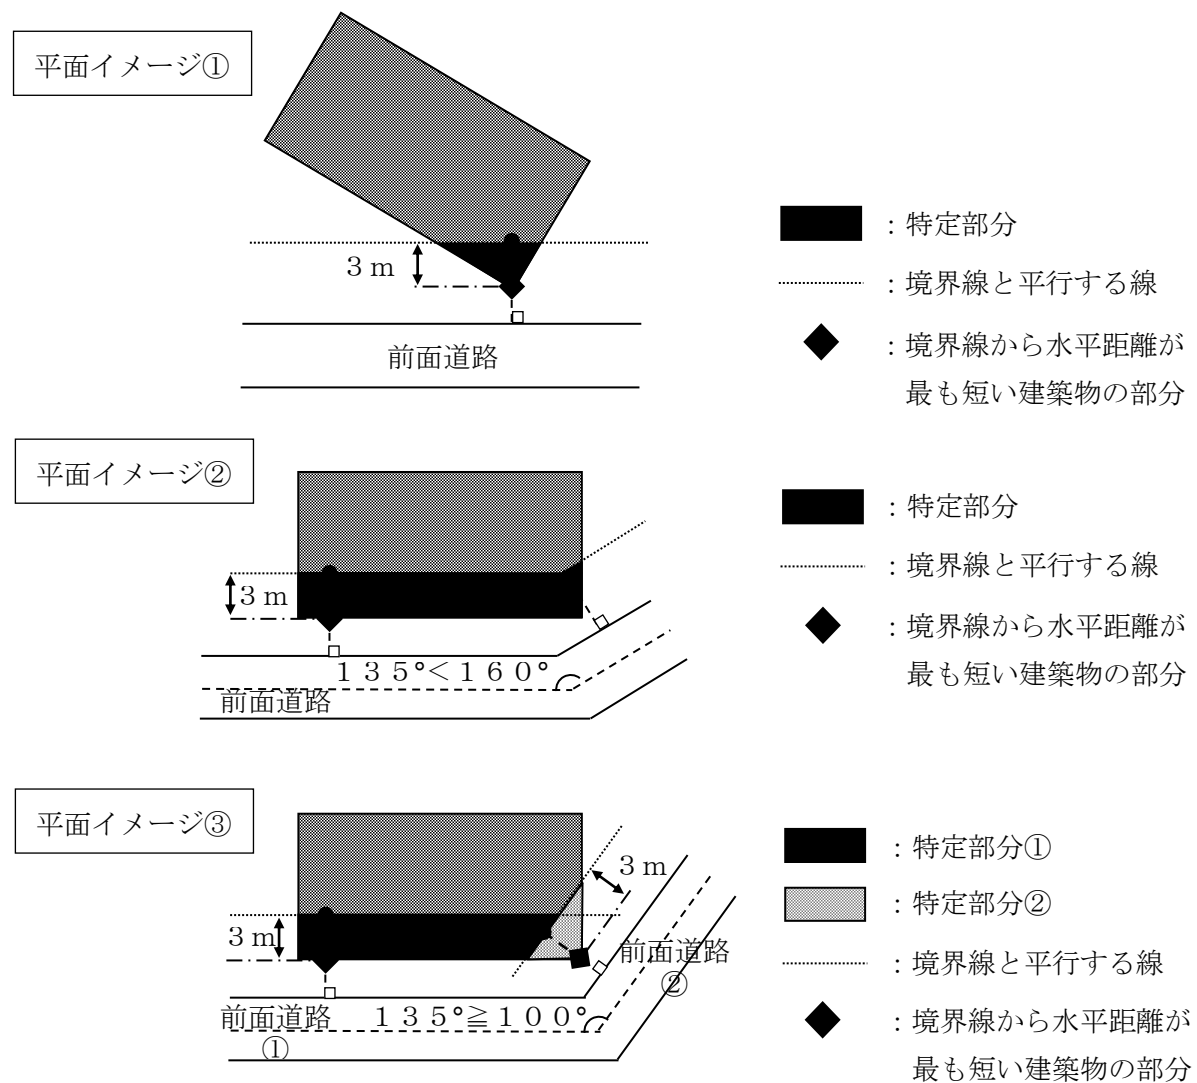 平面イメージ①
3m
前面道路
：特定部分
：境界線と平行する線
：境界線から水平距離が
最も短い建築物の部分
平面イメージ②
3m
135°＜160°
前面道路
：特定部分
：境界線と平行する線
：境界線から水平距離が
最も短い建築物の部分
平面イメージ③
3m
3m
前面道路
②
135°≧100°
前面道路
①
：特定部分①
：特定部分②
：境界線と平行する線
：境界線から水平距離が
最も短い建築物の部分